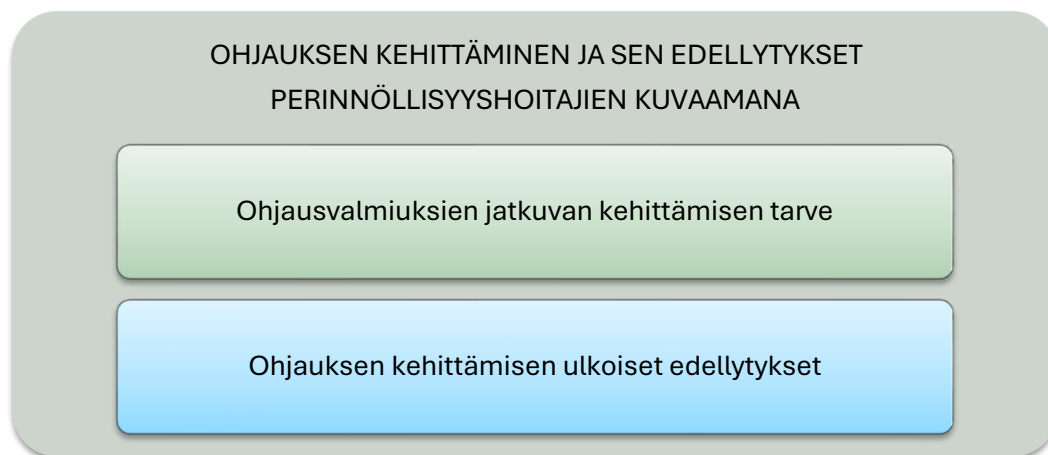 OHJAUKSEN KEHITTÄMINEN JA SEN EDELLYTYKSET
PERINNÖLLISYYSHOITAJIEN KUVAAMANA
Ohjausvalmiuksien jatkuvan kehittämisen tarve
Ohjauksen kehittämisen ulkoiset edellytykset